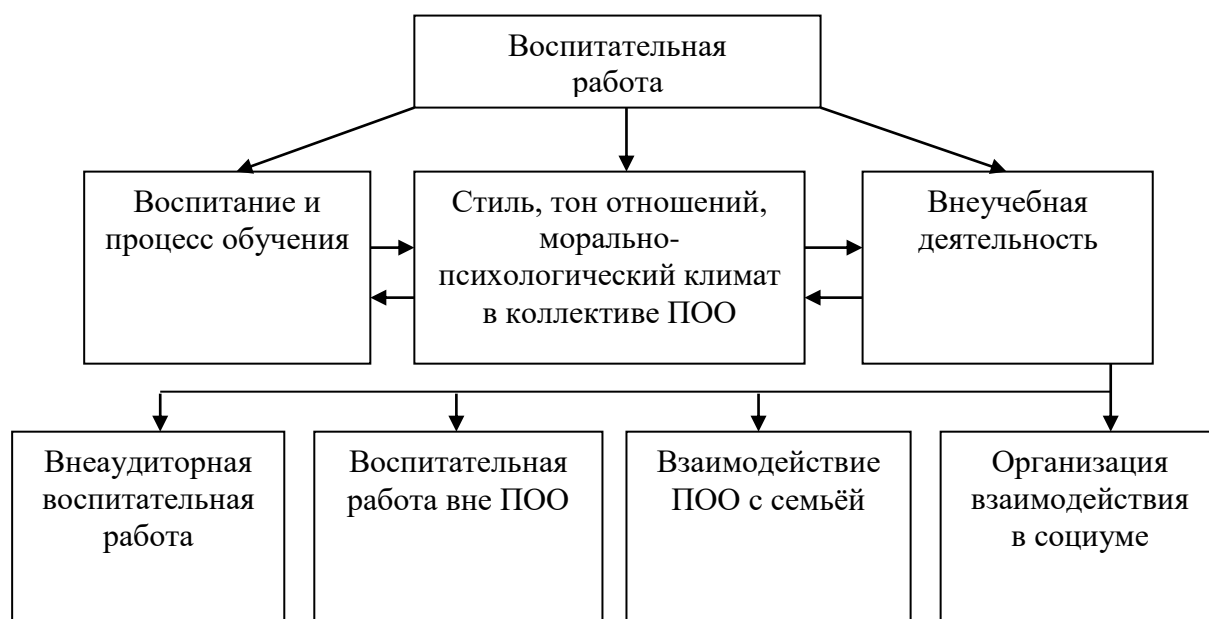 Воспитательная
работа
Воспитание и
процесс обучения
Стиль, тон отношений,
морально-
психологический климат
в коллективе ПОО
Внеучебная
деятельность
Внеаудиторная
воспитательная
работа
Воспитательная
работа вне ПОО
Взаимодействие
ПОО с семьёй
Организация
взаимодействия
в социуме